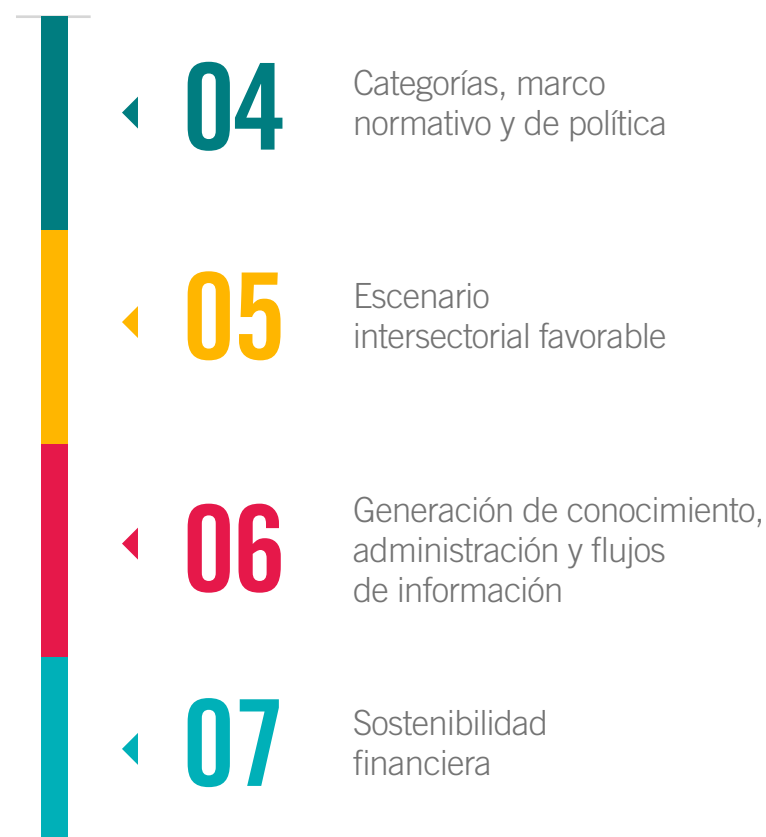 04
Categorías, marco
normativo y de política
05
Escenario
intersectorial favorable
06
Generación de conocimiento,
administración y flujos
de información
07
Sostenibilidad
financiera